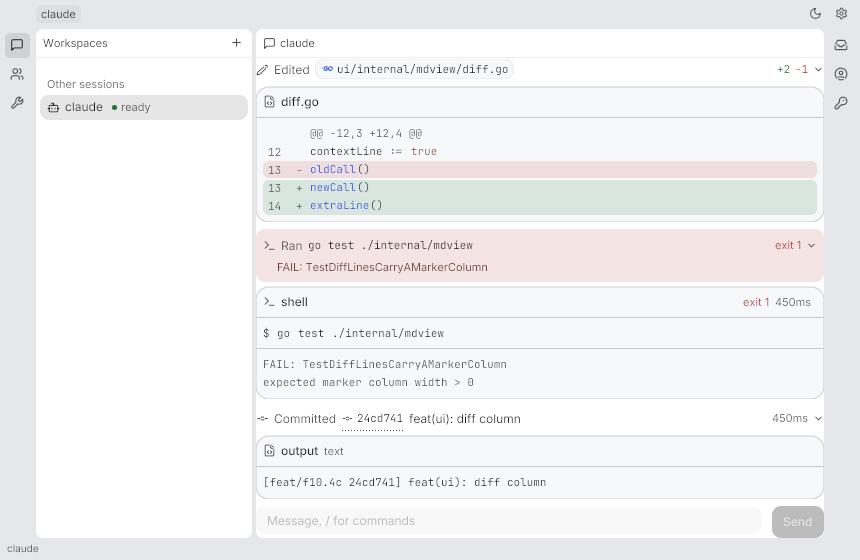 claude
Workspaces +
Other sessions
claude ready
claude
Edited ui/internal/mdview/diff.go +2 -1
diff.go
@@ -12,3 +12,4 @@
12 contextLine := true
13 - oldCall()
13 + newCall()
14 + extraLine()
>_ Ran go test ./internal/mdview exit 1
FAIL: TestDiffLinesCarryAMarkerColumn
>_ shell exit 1 450ms
$ go test ./internal/mdview
FAIL: TestDiffLinesCarryAMarkerColumn
expected marker column width > 0
Committed 24cd741 feat(ui): diff column 450ms
output text
[feat/f10.4c 24cd741] feat(ui): diff column
Message, / for commands Send
claude